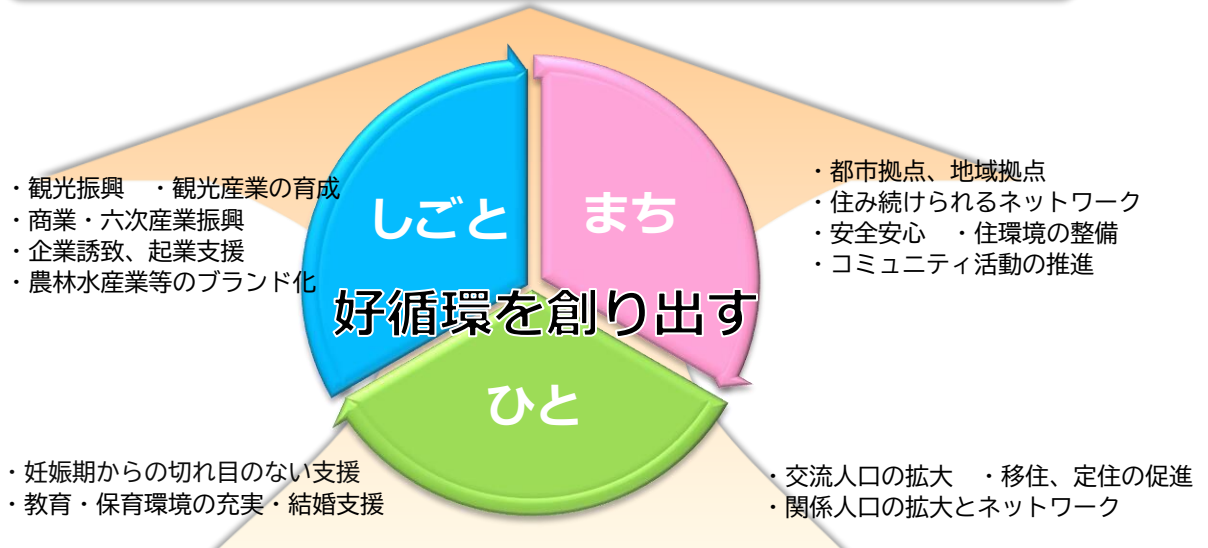 ・観光振興　・観光産業の育成
・商業・六次産業振興
・企業誘致、起業支援
・農林水産業等のブランド化
しごと
まち
・都市拠点、地域拠点
・住み続けられるネットワーク
・安全安心　・住環境の整備
・コミュニティ活動の推進
好循環を創り出す
ひと
・妊娠期からの切れ目のない支援
・教育・保育環境の充実・結婚支援
・交流人口の拡大　・移住、定住の促進
・関係人口の拡大とネットワーク